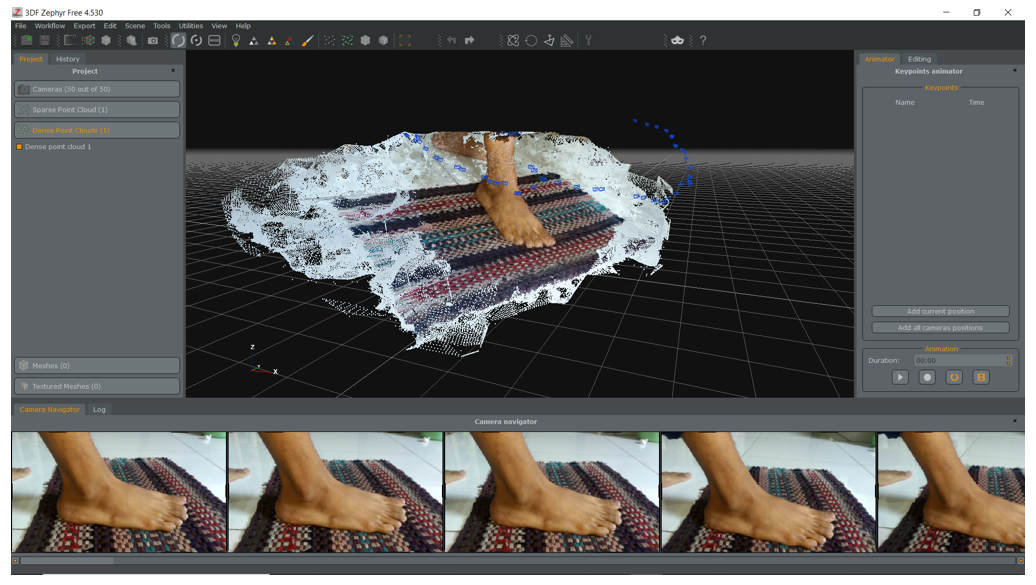 3DF Zephyr Free 4.530
File Workflow Export Edit Scene Tools Utilities View Help
Project History
Project
Cameras (50 out of 50)
Sparse Point Cloud (1)
Dense Point Clouds (1)
Dense point cloud 1
Meshes (0)
Textured Meshes (0)
Z
Y
X
Animator Editing
Keypoints animator
Keypoints
Name Time
Add current position
Add all cameras positions
Animation
Duration: 00:00
Camera Navigator Log
Camera navigator